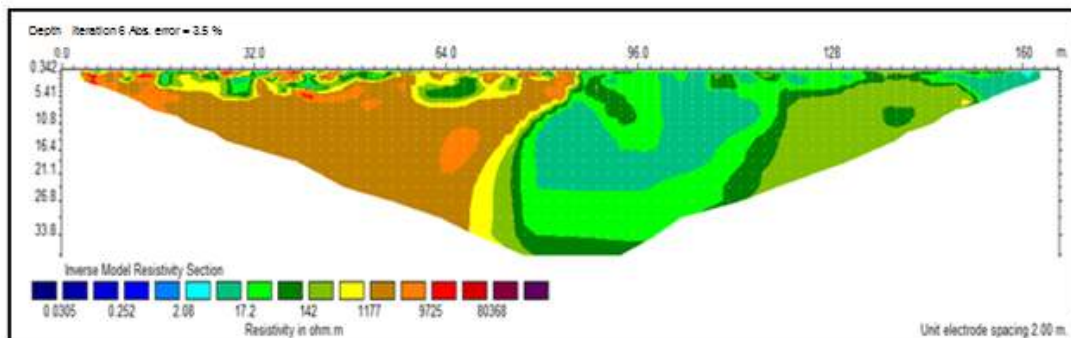 Depth Iteration 6 Abs. error = 3.5 %
0.0 32.0 64.0 96.0 128 160 m.
0.342
5.41
10.8
16.4
21.1
26.8
33.8
Inverse Model Resistivity Section
0.0305 0.252 2.08 17.2 142 1177 9725 80368
Resistivity in ohm.m
Unit electrode spacing 2.00 m.